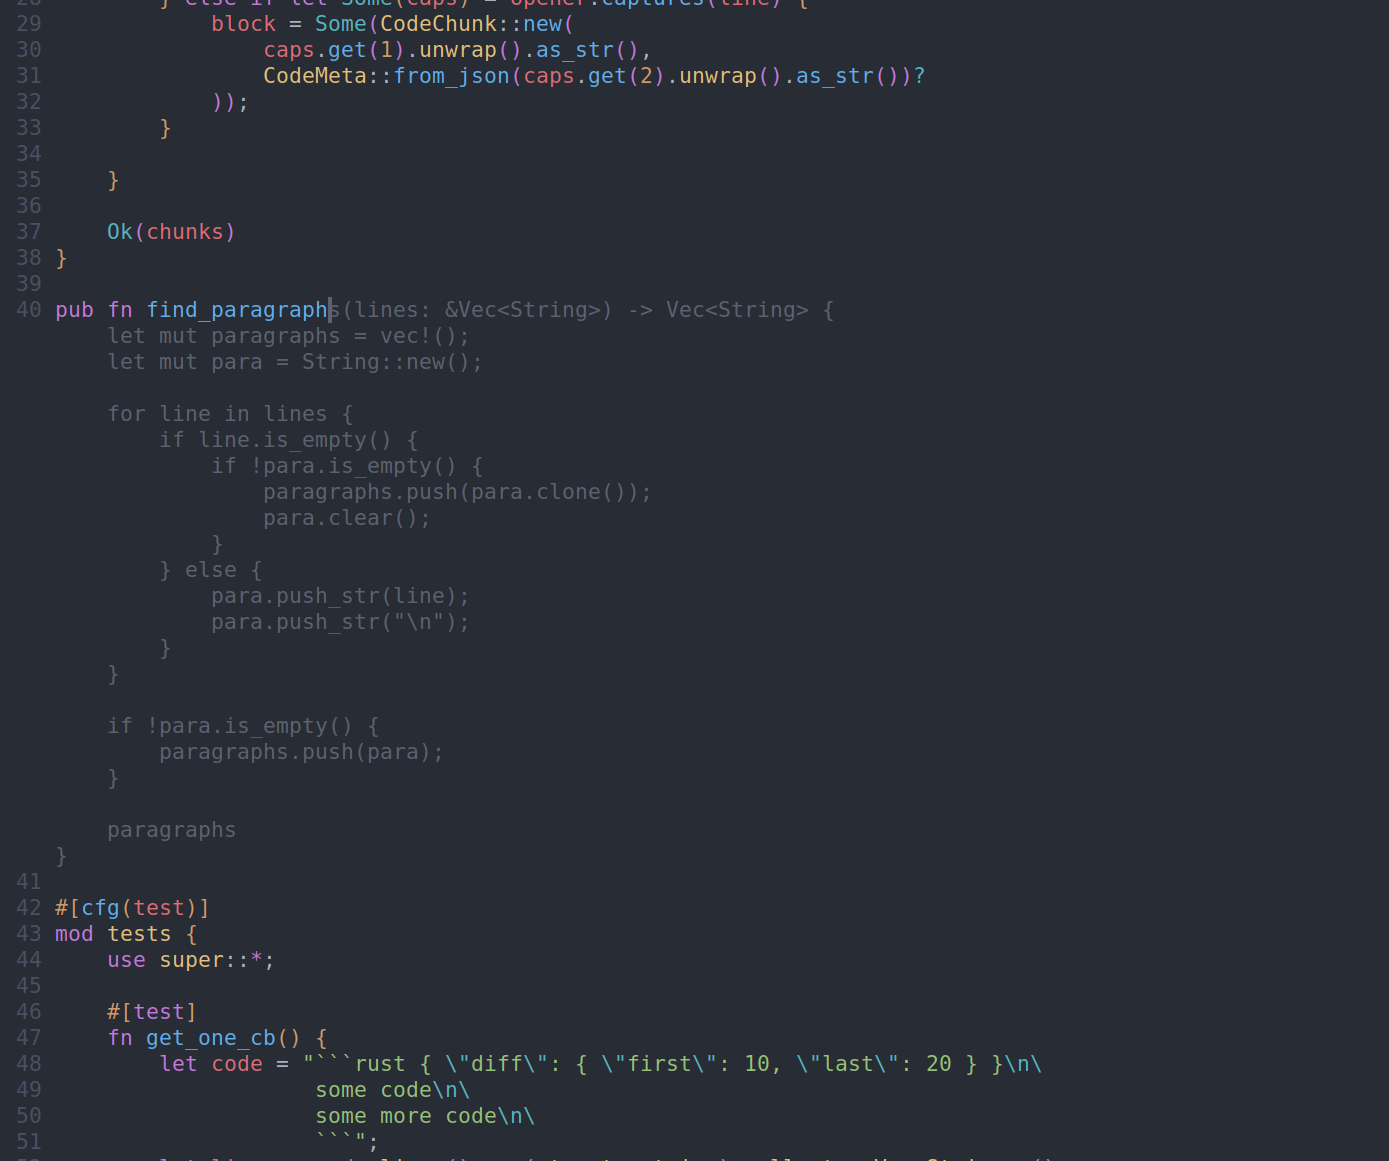 28         } else if let Some(caps) = opener.captures(line) {
29             block = Some(CodeChunk::new(
30                 caps.get(1).unwrap().as_str(),
31                 CodeMeta::from_json(caps.get(2).unwrap().as_str())?
32             ));
33         }
34
35     }
36
37     Ok(chunks)
38 }
39
40 pub fn find_paragraphs(lines: &Vec<String>) -> Vec<String> {
       let mut paragraphs = vec!();
       let mut para = String::new();

       for line in lines {
           if line.is_empty() {
               if !para.is_empty() {
                   paragraphs.push(para.clone());
                   para.clear();
               }
           } else {
               para.push_str(line);
               para.push_str("\n");
           }
       }

       if !para.is_empty() {
           paragraphs.push(para);
       }

       paragraphs
   }
41
42 #[cfg(test)]
43 mod tests {
44     use super::*;
45
46     #[test]
47     fn get_one_cb() {
48         let code = "```rust { \"diff\": { \"first\": 10, \"last\": 20 } }\n\
49                     some code\n\
50                     some more code\n\
51                     ```";